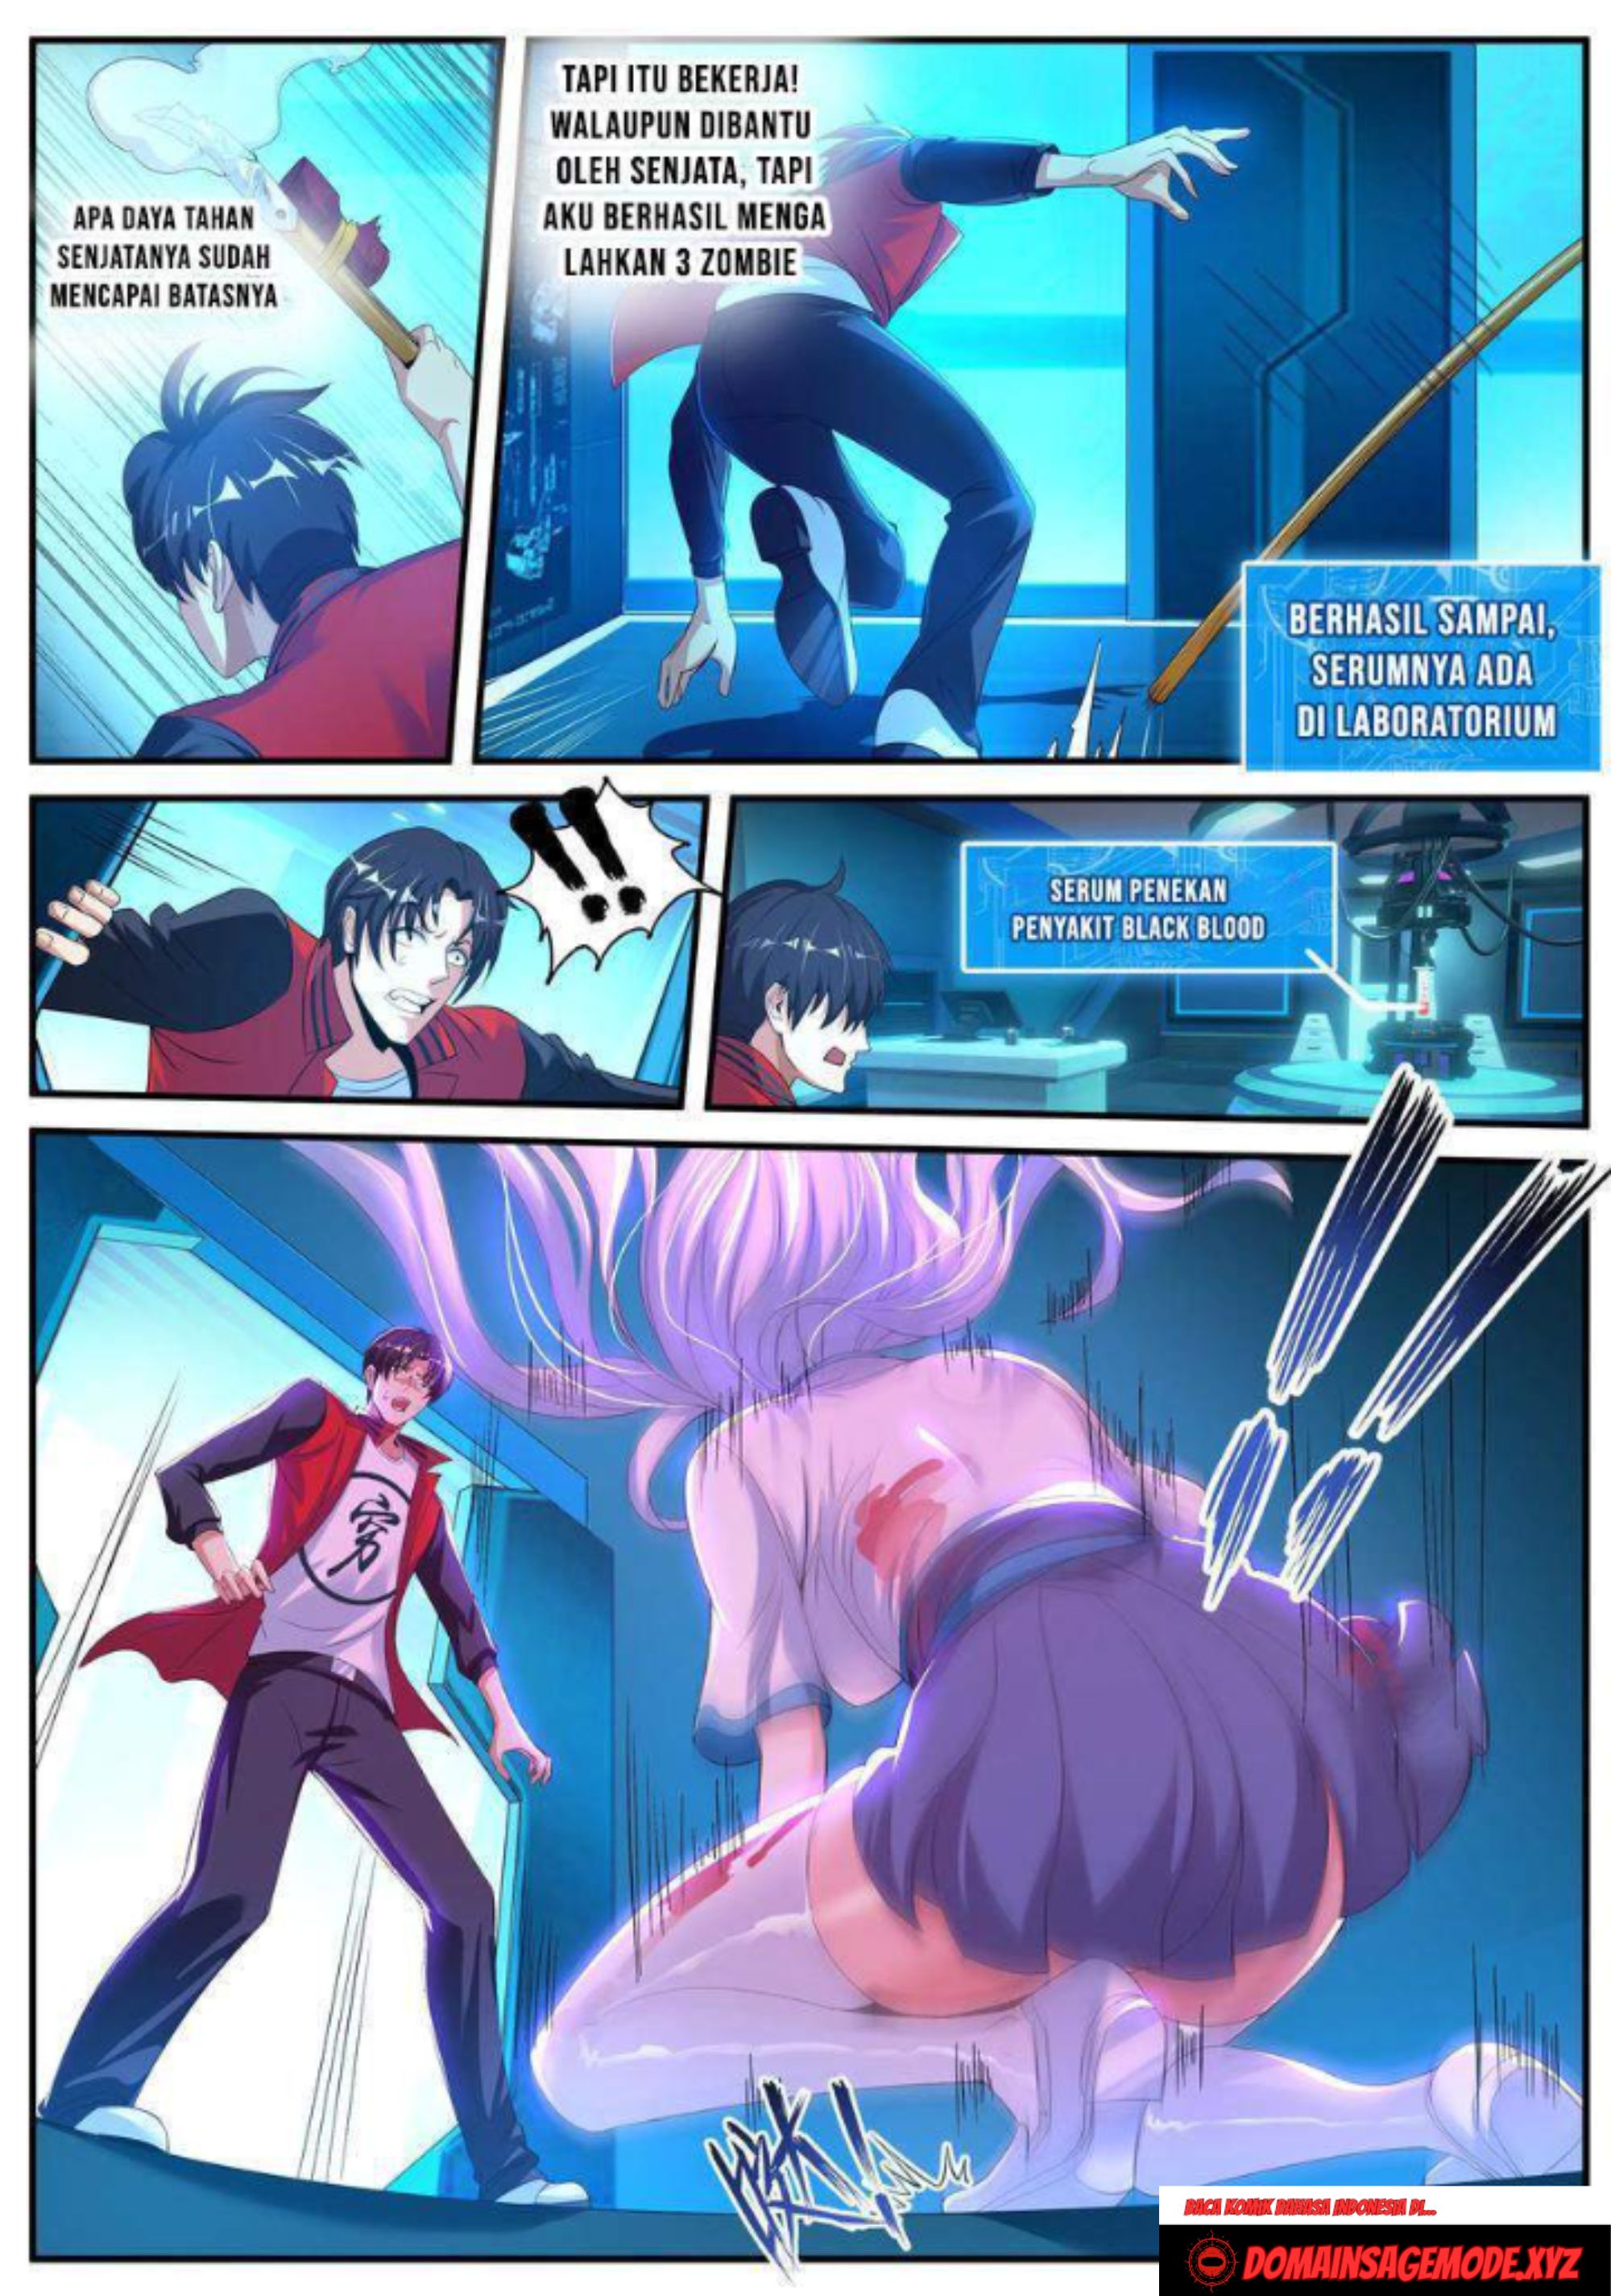 APA DAYA TAHAN
SENJATANYA SUDAH
MENCAPAI BATASNYA
TAPI ITU BEKERJA!
WALAUPUN DIBANTU
OLEH SENJATA, TAPI
AKU BERHASIL MENGA
LAHKAN 3 ZOMBIE
BERHASIL SAMPAI,
SERUMNYA ADA
DI LABORATORIUM
!!
SERUM PENEKAN
PENYAKIT BLACK BLOOD
!!
穷
BACA KOMIK BAHASA INDONESIA DI...
DOMAINSAGEMODE.XYZ